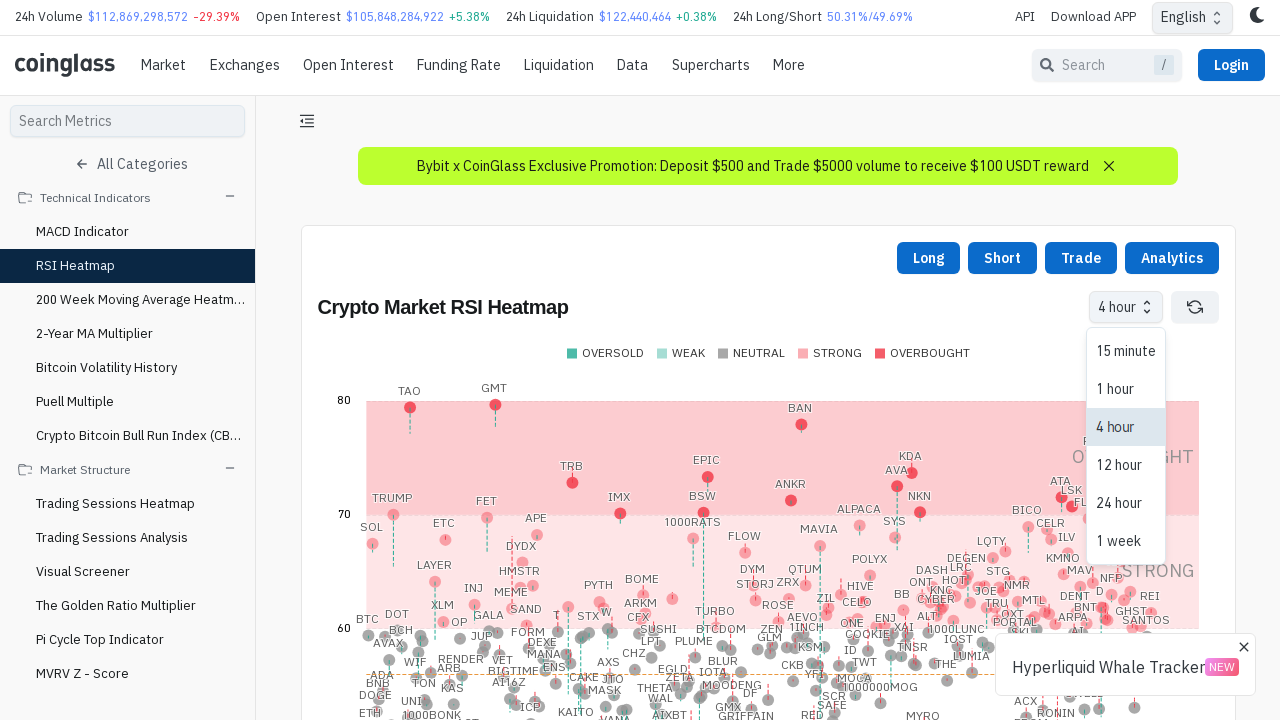 24h Volume $112,869,298,572 -29.39% Open Interest $105,848,284,922 +5.38% 24h Liquidation $122,440,464 +0.38% 24h Long/Short 50.31%/49.69% API Download APP English
coinglass Market Exchanges Open Interest Funding Rate Liquidation Data Supercharts More Search / Login
Search Metrics
All Categories
Technical Indicators
MACD Indicator
RSI Heatmap
200 Week Moving Average Heatm...
2-Year MA Multiplier
Bitcoin Volatility History
Puell Multiple
Crypto Bitcoin Bull Run Index (CB...
Market Structure
Trading Sessions Heatmap
Trading Sessions Analysis
Visual Screener
The Golden Ratio Multiplier
Pi Cycle Top Indicator
MVRV Z - Score
Bybit x CoinGlass Exclusive Promotion: Deposit $500 and Trade $5000 volume to receive $100 USDT reward
Long Short Trade Analytics
Crypto Market RSI Heatmap
4 hour
15 minute
1 hour
4 hour
12 hour
24 hour
1 week
OVERSOLD WEAK NEUTRAL STRONG OVERBOUGHT
80
70
60
TAO GMT BAN
TRB EPIC KDA
AVA
TRUMP FET IMX BSW ANKR NKN ATA
LSK
SOL ETC APE 1000RATS ALPACA BICO
DYDX FLOW MAVIA SYS CELR
LQTY ILV
LAYER HMSTR DYM QTUM POLYX DEGEN KMNO
INJ MEME PYTH BOME STORJ ZRX HIVE DASH LRC STG MAV
ONT HOT NMR NFP
XLM SAND ARKM ROSE ZIL CELO BB KNC JOE DENT D REI
CYBER TRU MTL BNT GHST
BTC DOT OP GALA T STX W CFX TURBO AEVO ENJ ALT OXT ARPA SANTOS
PORTAL
AVAX BCH JUP FORM SUSHI BTCDOM ZEN 1INCH ONE XAI 1000LUNC
DEXE LPT PLUME GLM COOKIE IOST
WIF RENDER VET MANA CHZ BLUR KSM ID TNSR LUMIA
ADA ARB BIGTIME ENS AXS EGLD IOTA CKB TWT THE
BNB TON KAS AI16Z CAKE JTO ZETA MOODENG YFI MOCA
DOGE UNI MASK THETA DF 1000000MOG
WAL SCR
ETH 1000BONK ICP KAITO AIXBT GMX SAFE ACX
GRIFFAIN RED MYRO RONIN
STRONG
Hyperliquid Whale Tracker NEW